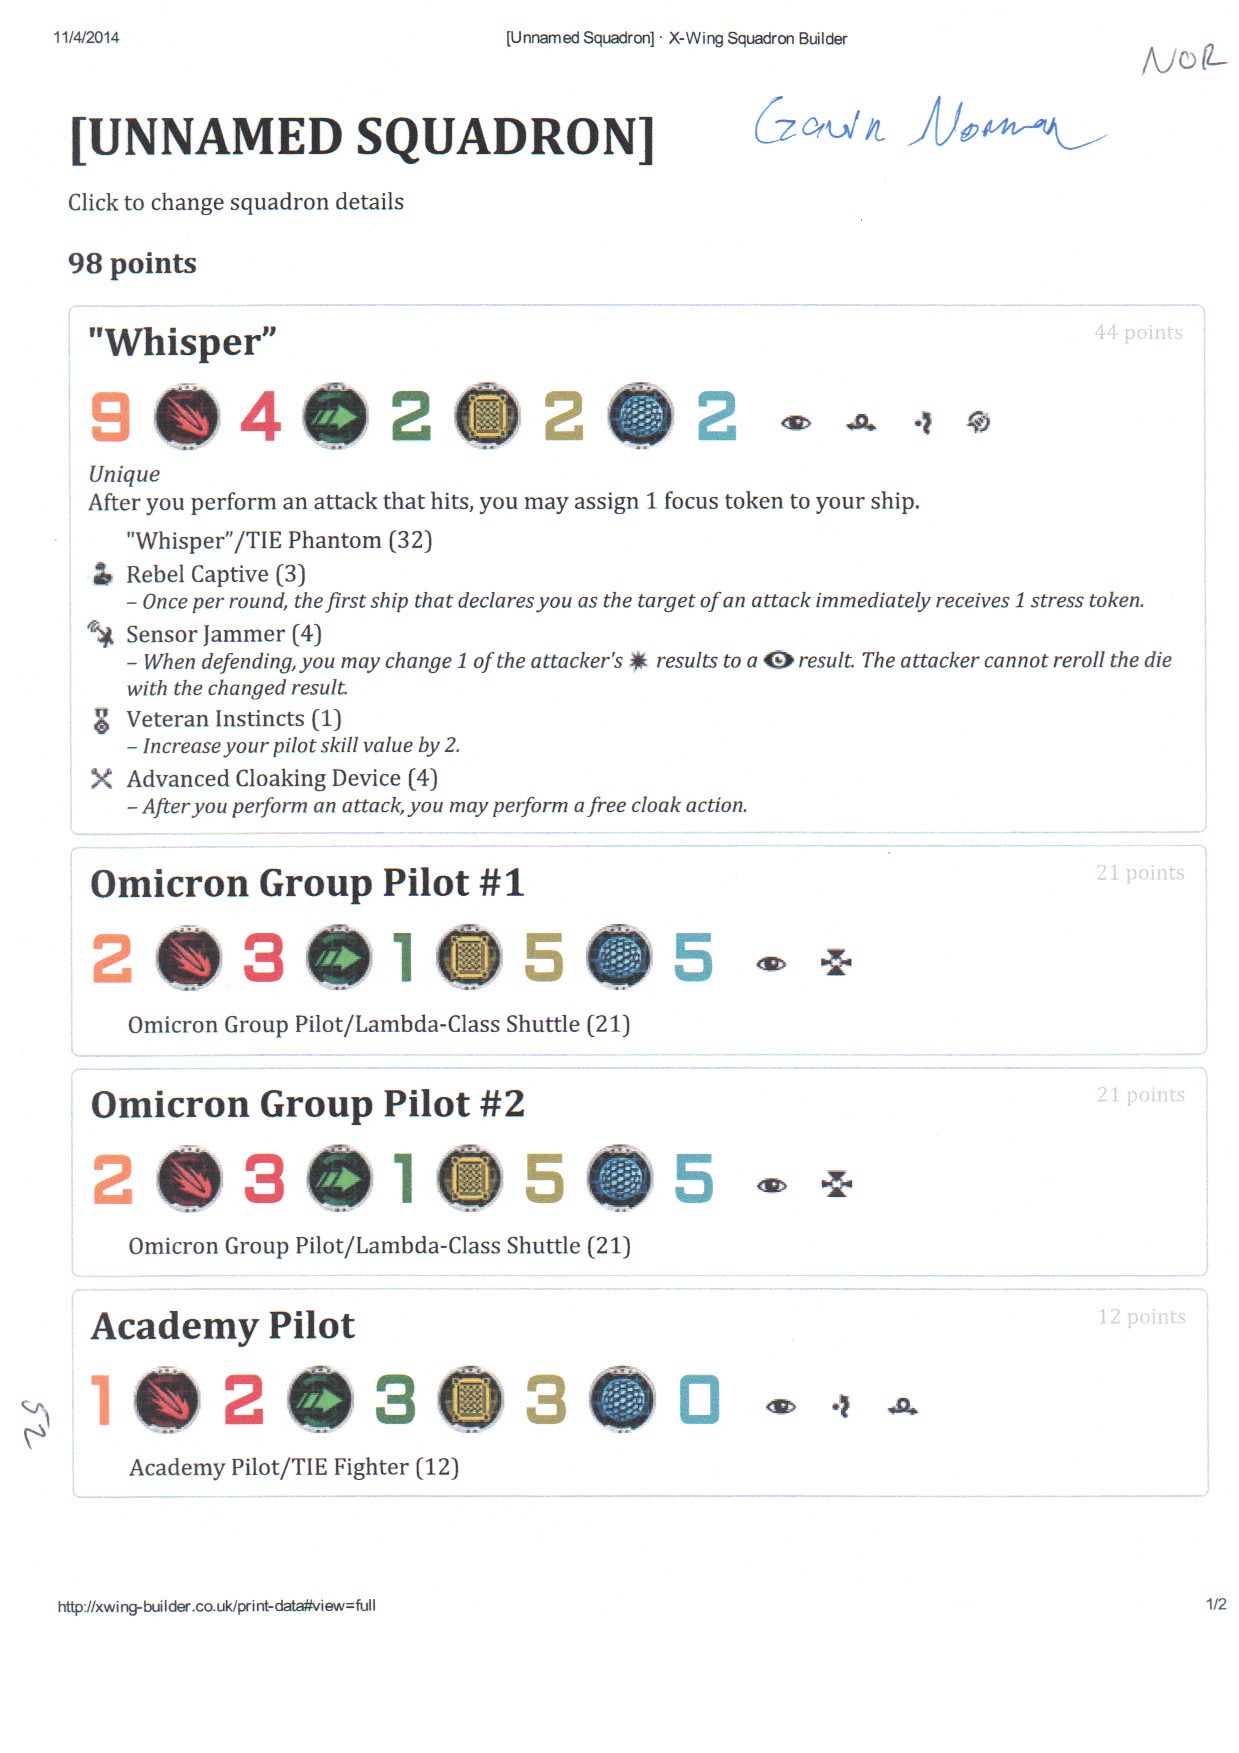 11/4/2014
[Unnamed Squadron] · X-Wing Squadron Builder
NOR
[UNNAMED SQUADRON]
Gavin Norman
Click to change squadron details
98 points
"Whisper”
44 points
9 4 2 2 2
Unique
After you perform an attack that hits, you may assign 1 focus token to your ship.
"Whisper”/TIE Phantom (32)
Rebel Captive (3)
– Once per round, the first ship that declares you as the target of an attack immediately receives 1 stress token.
Sensor Jammer (4)
– When defending, you may change 1 of the attacker's results to a result. The attacker cannot reroll the die
with the changed result.
Veteran Instincts (1)
– Increase your pilot skill value by 2.
Advanced Cloaking Device (4)
– After you perform an attack, you may perform a free cloak action.
Omicron Group Pilot #1
21 points
2 3 1 5 5
Omicron Group Pilot/Lambda-Class Shuttle (21)
Omicron Group Pilot #2
21 points
2 3 1 5 5
Omicron Group Pilot/Lambda-Class Shuttle (21)
Academy Pilot
12 points
1 2 3 3 0
Academy Pilot/TIE Fighter (12)
52
http://xwing-builder.co.uk/print-data#view=full
1/2